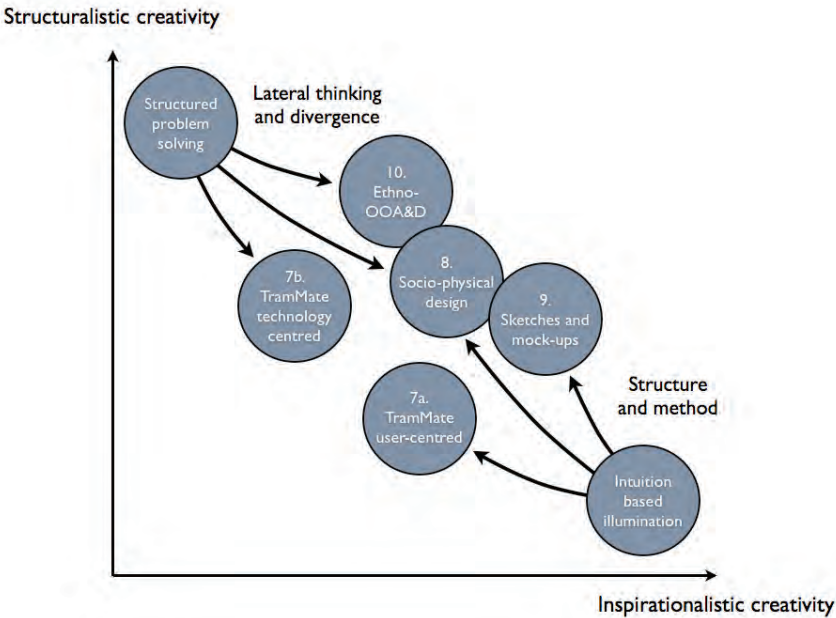 Structuralistic creativity
Structured
problem
solving
Lateral thinking
and divergence
10.
Ethno-
OOA&D
8.
Socio-physical
design
7b.
TramMate
technology
centred
9.
Sketches and
mock-ups
7a.
TramMate
user-centred
Structure
and method
Intuition
based
illumination
Inspirationalistic creativity